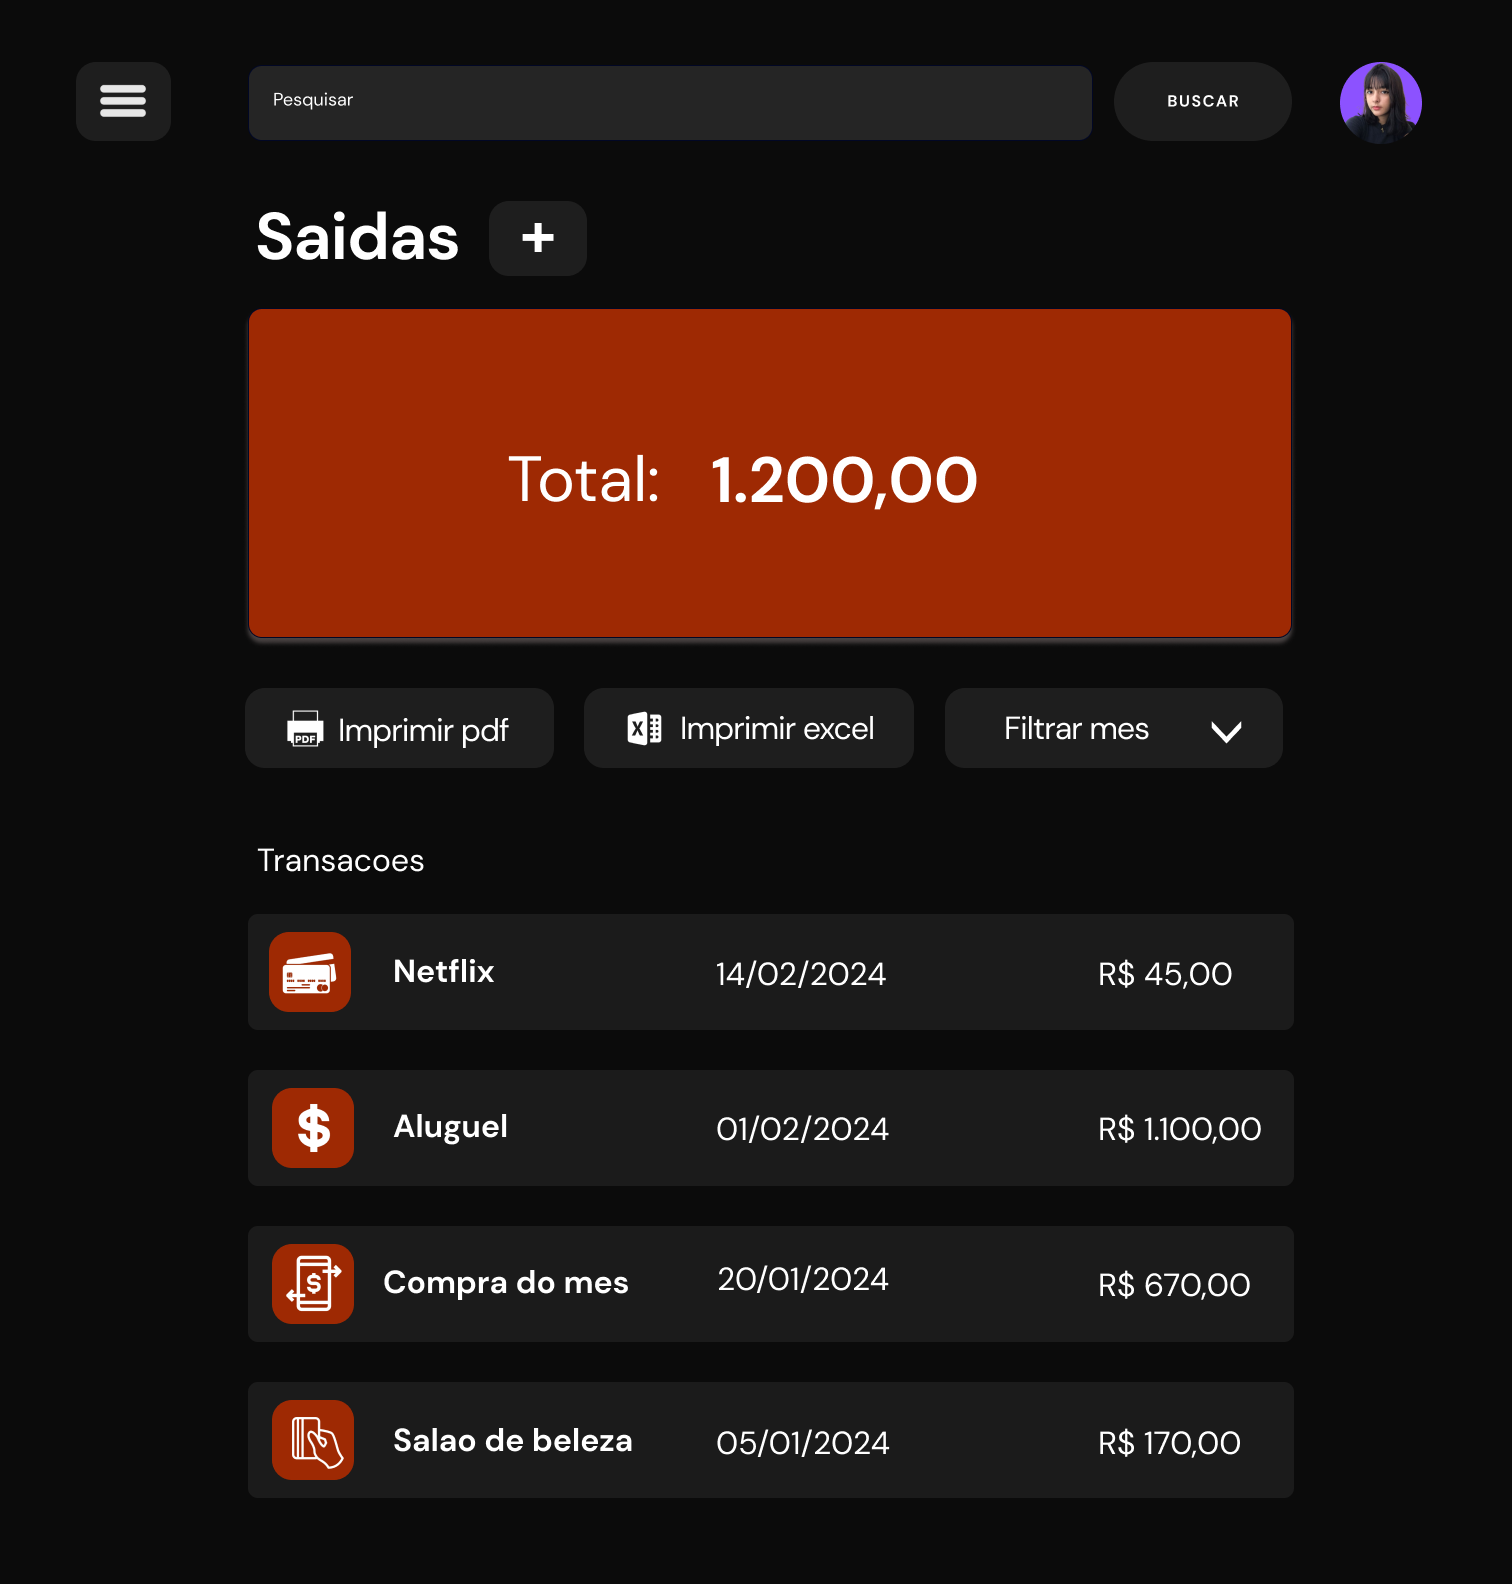 Pesquisar
BUSCAR
Saidas +
Total: 1.200,00
PDF Imprimir pdf
X Imprimir excel
Filtrar mes
Transacoes
Netflix 14/02/2024 R$ 45,00
$ Aluguel 01/02/2024 R$ 1.100,00
$ Compra do mes 20/01/2024 R$ 670,00
Salao de beleza 05/01/2024 R$ 170,00